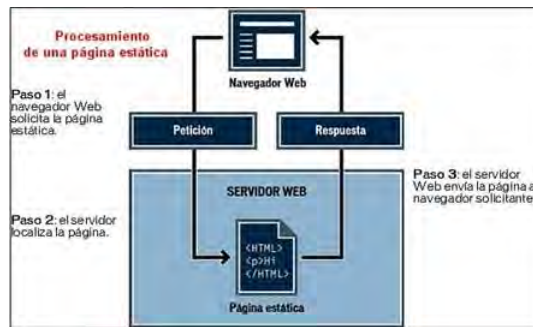 Procesamiento
de una página estática
Navegador Web
Paso 1: el
navegador Web
solicita la página
estática.
Petición
Respuesta
Paso 3: el servidor
Web envía la página a
navegador solicitante
SERVIDOR WEB
Paso 2: el servidor
localiza la página.
<HTML>
<p>Hi
</HTML>
Página estática